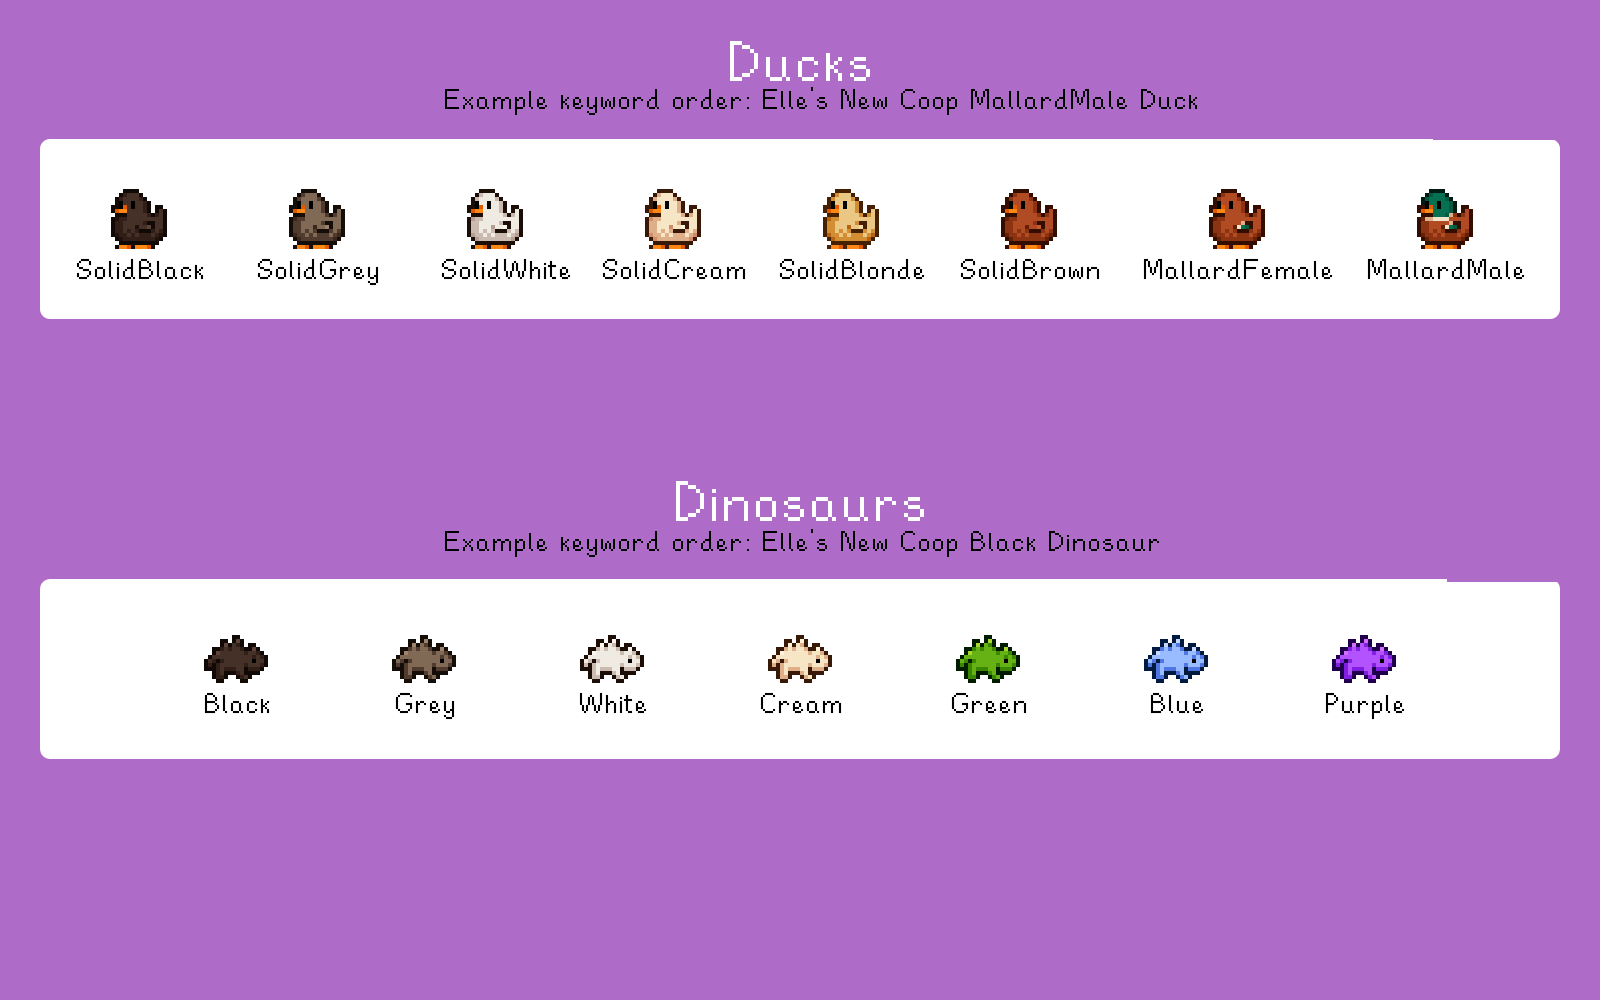 Ducks
Example keyword order: Elle's New Coop MallardMale Duck
SolidBlack SolidGrey SolidWhite SolidCream SolidBlonde SolidBrown MallardFemale MallardMale
Dinosaurs
Example keyword order: Elle's New Coop Black Dinosaur
Black Grey White Cream Green Blue Purple